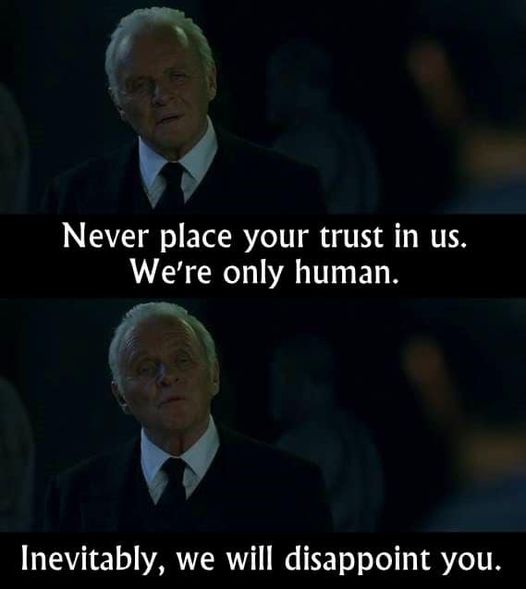 Never place your trust in us.
We're only human.
Inevitably, we will disappoint you.